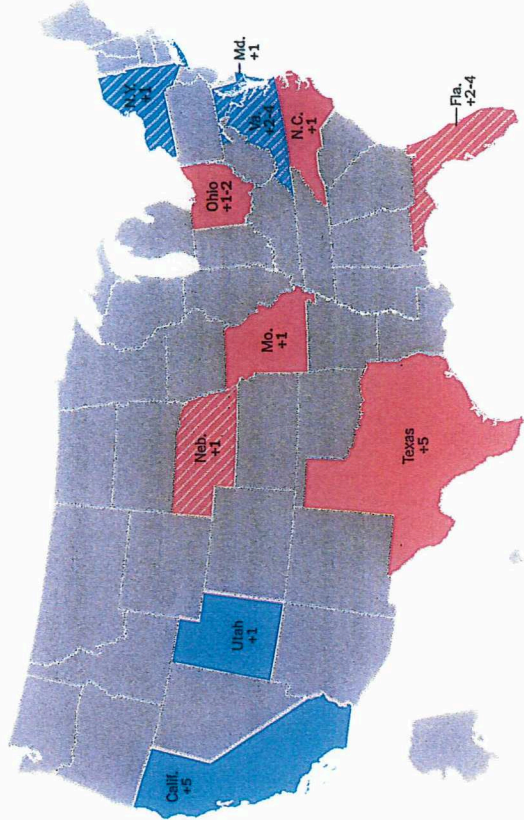 N.Y.
+1
Md.
+1
Va.
+2-4
N.C.
+1
Ohio
+1-2
Fla.
+2-4
Mo.
+1
Neb.
+1
Texas
+5
Utah
+1
Calif.
+5